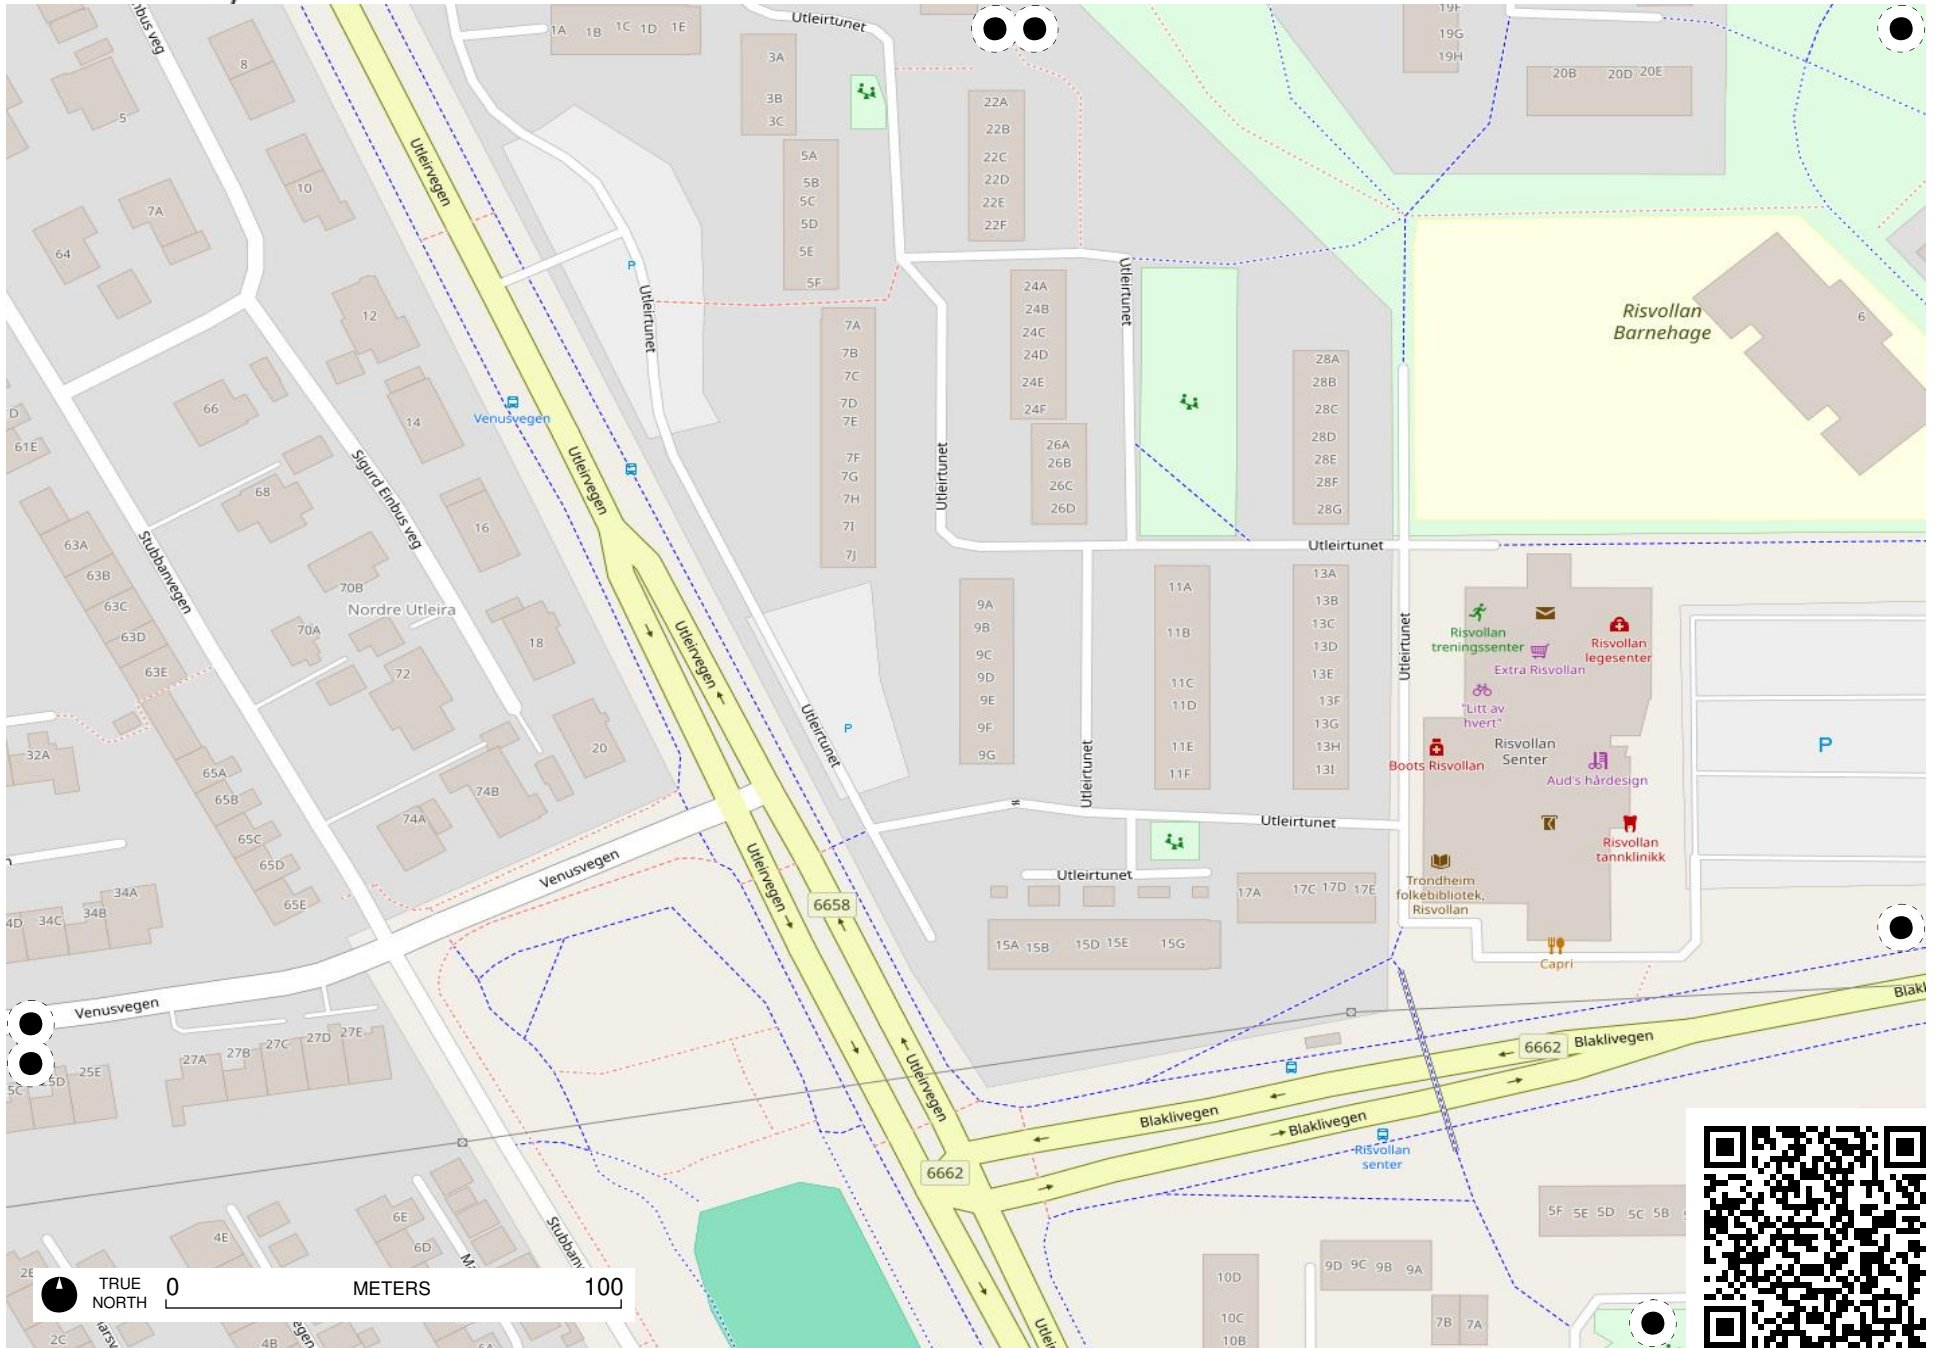 Utleirtunet
1A 1B 1C 1D 1E
19F
19G
19H
3A
3B
3C
8
5
20B 20D 20E
22A
22B
22C
22D
22E
22F
5A
5B
5C
5D
5E
5F
Utleirvegen
10
7A
64
P
Utleirtunet
Utleirtunet
24A
24B
24C
24D
24E
24F
12
Risvollan
Barnehage
6
7A
7B
7C
7D
7E
7F
7G
7H
7I
7J
28A
28B
28C
28D
28E
28F
28G
66
14
Venusvegen
D
61E
26A
26B
26C
26D
Utleirtunet
Utleirvegen
Sigurd Einbus veg
68
16
Stubbanvegen
63A
63B
63C
63D
63E
Utleirtunet
70B
Nordre Utleira
70A
72
18
20
9A
9B
9C
9D
9E
9F
9G
11A
11B
11C
11D
11E
11F
13A
13B
13C
13D
13E
13F
13G
13H
13I
Utleirvegen
Utleirtunet
Risvollan
treningssenter
Risvollan
legesenter
Extra Risvollan
"Litt av
hvert"
Risvollan
Senter
Boots Risvollan
Aud's hårdesign
P
P
Utleirtunet
Utleirtunet
32A
65A
65B
65C
65D
65E
74B
74A
Utleirtunet
Risvollan
tannklinikk
Trondheim
folkebibliotek,
Risvollan
Venusvegen
Utleirvegen
6658
Utleirtunet
17A 17C 17D 17E
34A
34B
34C
4D
15A 15B 15D 15E 15G
Capri
Venusvegen
27A 27B 27C 27D 27E
25E
5D
5C
Utleirvegen
6662
Blaklivegen
Blaklivegen
Blaklivegen
Risvollan
senter
6662
5F 5E 5D 5C 5B
6E
6D
4E
9D 9C 9B 9A
10D
10C
10B
7B 7A
2C
4B
TRUE
NORTH
0 METERS 100